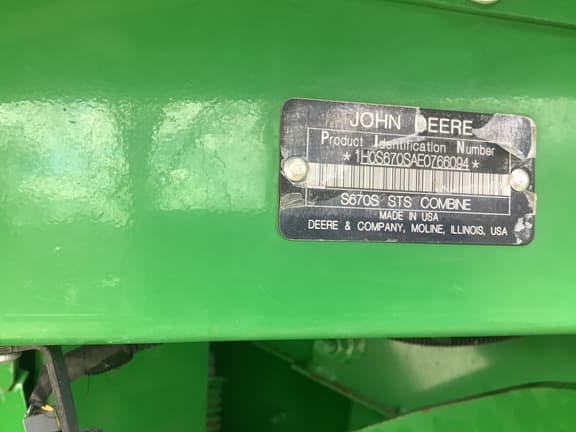 JOHN DEERE
Product Identification Number
*1H0S670SAE0766094*
S670S STS COMBINE
MADE IN USA
DEERE & COMPANY, MOLINE, ILLINOIS, USA